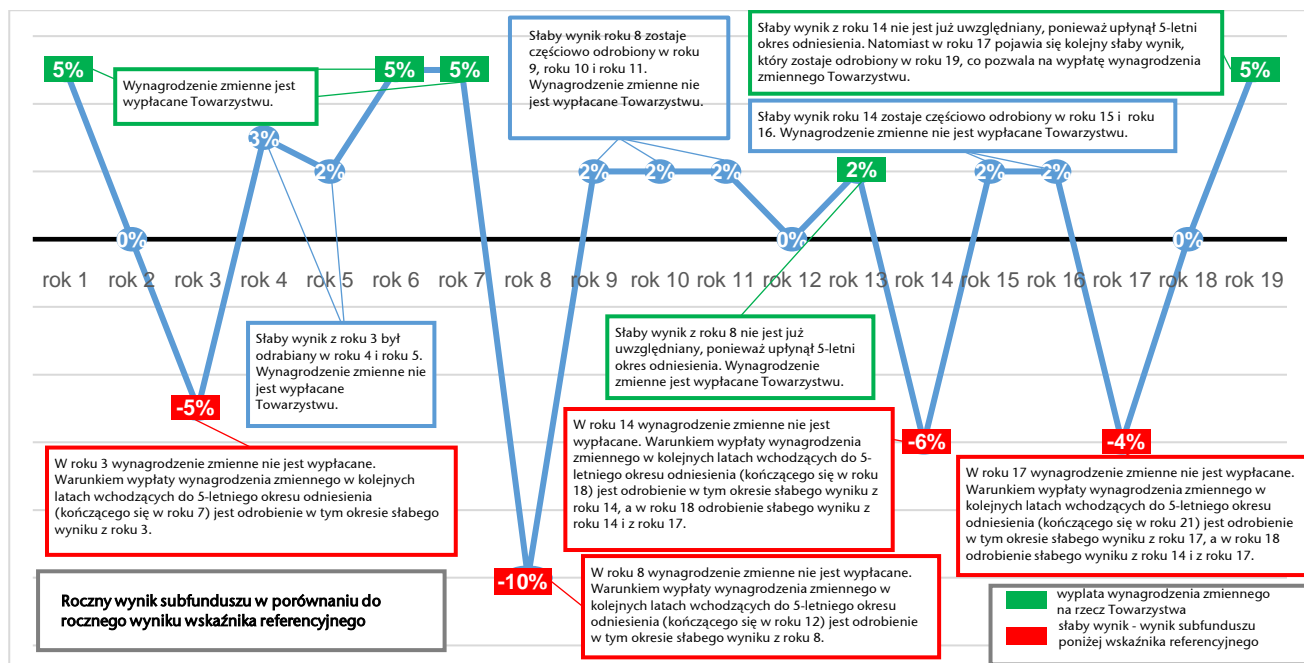 Słaby wynik z roku 14 nie jest już uwzględniany, ponieważ upłynął 5-letni
okres odniesienia. Natomiast w roku 17 pojawia się kolejny słaby wynik,
który zostaje odrobiony w roku 19, co pozwala na wypłatę wynagrodzenia
zmiennego Towarzystwu.
Słaby wynik roku 8 zostaje
częściowo odrobiony w roku
9, roku 10 i roku 11.
Wynagrodzenie zmienne nie
jest wypłacane Towarzystwu.
5%
Wynagrodzenie zmienne jest
wypłacane Towarzystwu.
5%
5%
5%
Słaby wynik roku 14 zostaje częściowo odrobiony w roku 15 i roku
16. Wynagrodzenie zmienne nie jest wypłacane Towarzystwu.
3%
2%
2%
2%
2%
2%
2%
2%
0%
0%
0%
rok 1
rok 2
rok 3
rok 4
rok 5
rok 6
rok 7
rok 8
rok 9
rok 10
rok 11
rok 12
rok 13
rok 14
rok 15
rok 16
rok 17
rok 18
rok 19
Słaby wynik z roku 3 był
odrabiany w roku 4 i roku 5.
Wynagrodzenie zmienne nie
jest wypłacane
Towarzystwu.
Słaby wynik z roku 8 nie jest już
uwzględniany, ponieważ upłynął 5-letni
okres odniesienia. Wynagrodzenie
zmienne jest wypłacane Towarzystwu.
-5%
-6%
-4%
-10%
W roku 3 wynagrodzenie zmienne nie jest wypłacane.
Warunkiem wypłaty wynagrodzenia zmiennego w kolejnych
latach wchodzących do 5-letniego okresu odniesienia
(kończącego się w roku 7) jest odrobienie w tym okresie słabego
wyniku z roku 3.
W roku 14 wynagrodzenie zmienne nie jest
wypłacane. Warunkiem wypłaty wynagrodzenia
zmiennego w kolejnych latach wchodzących do 5-
letniego okresu odniesienia (kończącego się w roku
18) jest odrobienie w tym okresie słabego wyniku z
roku 14, a w roku 18 odrobienie słabego wyniku z
roku 14 i z roku 17.
W roku 17 wynagrodzenie zmienne nie jest wypłacane.
Warunkiem wypłaty wynagrodzenia zmiennego w
kolejnych latach wchodzących do 5-letniego okresu
odniesienia (kończącego się w roku 21) jest odrobienie
w tym okresie słabego wyniku z roku 17, a w roku 18
odrobienie słabego wyniku z roku 14 i z roku 17.
W roku 8 wynagrodzenie zmienne nie jest wypłacane.
Warunkiem wypłaty wynagrodzenia zmiennego w
w kolejnych latach wchodzących do 5-letniego okresu
odniesienia (kończącego się w roku 12) jest odrobienie
w tym okresie słabego wyniku z roku 8.
Roczny wynik subfunduszu w porównaniu do
rocznego wyniku wskaźnika referencyjnego
wyplata wynagrodzenia zmiennego
na rzecz Towarzystwa
słaby wynik - wynik subfunduszu
poniżej wskaźnika referencyjnego